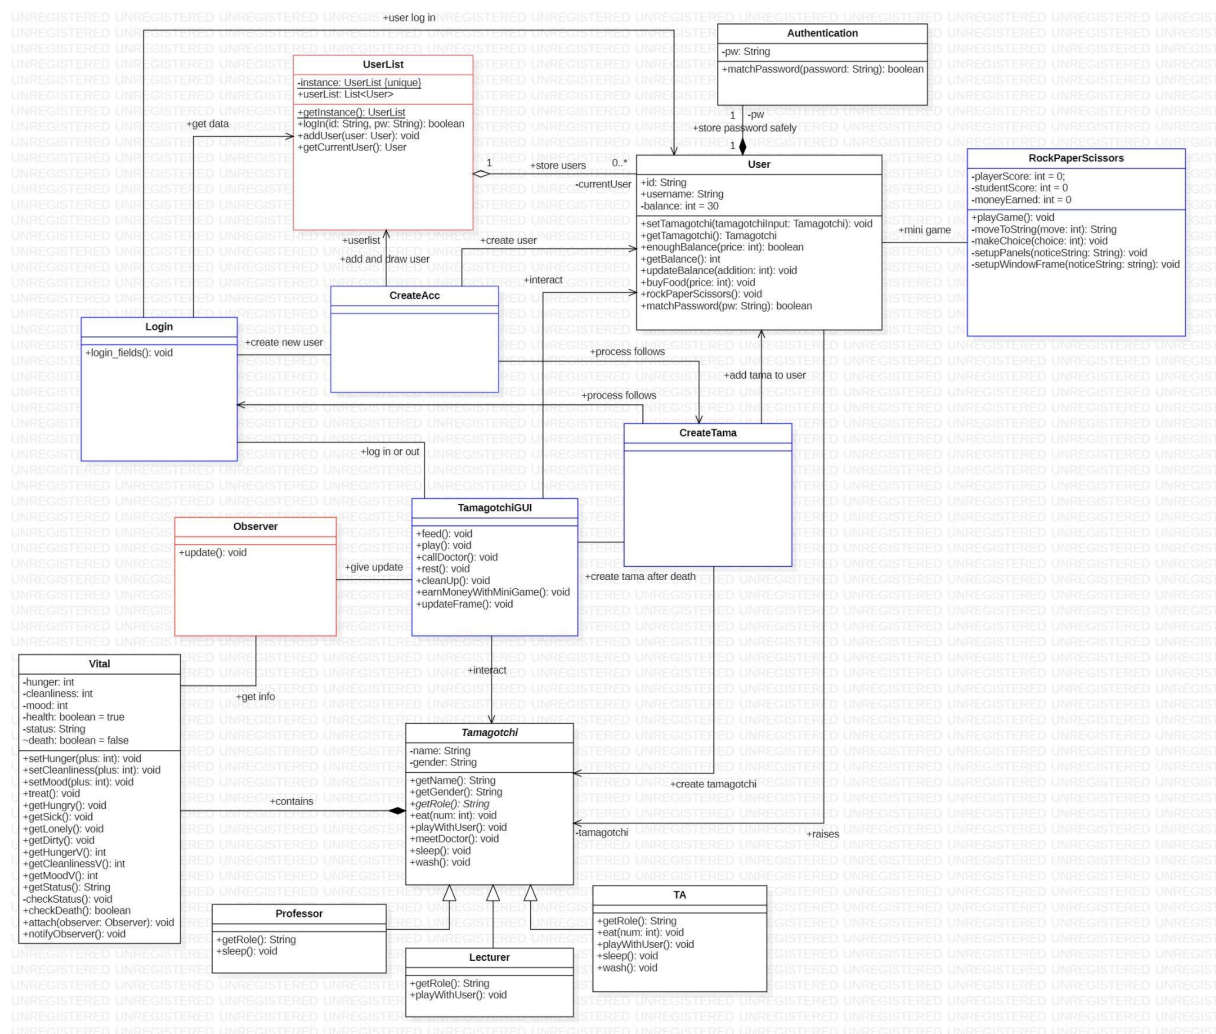 +user log in
Authentication
-pw: String
+matchPassword(password: String): boolean
UserList
-instance: UserList {unique}
+userList: List<User>
+getInstance(): UserList
+logIn(id: String, pw: String): boolean
+addUser(user: User): void
+getCurrentUser(): User
+get data
1
-pw
+store password safely
1
1
+store users
0..*
-currentUser
User
+id: String
+username: String
-balance: int = 30
+setTamagotchi(tamagotchiInput: Tamagotchi): void
+getTamagotchi(): Tamagotchi
+enoughBalance(price: int): boolean
+getBalance(): int
+updateBalance(addition: int): void
+buyFood(price: int): void
+rockPaperScissors(): void
+matchPassword(pw: String): boolean
+mini game
RockPaperScissors
-playerScore: int = 0;
-studentScore: int = 0
-moneyEarned: int = 0
+playGame(): void
-moveToString(move: int): String
-makeChoice(choice: int): void
-setupPanels(noticeString: String): void
-setupWindowFrame(noticeString: string): void
+userlist
+add and draw user
+create user
+interact
CreateAcc
Login
+login_fields(): void
+create new user
+process follows
+add tama to user
+process follows
CreateTama
+log in or out
TamagotchiGUI
+feed(): void
+play(): void
+callDoctor(): void
+rest(): void
+cleanUp(): void
+earnMoneyWithMiniGame(): void
+updateFrame(): void
Observer
+update(): void
+give update
+create tama after death
+get info
+interact
Vital
-hunger: int
-cleanliness: int
-mood: int
-health: boolean = true
-status: String
~death: boolean = false
+setHunger(plus: int): void
+setCleanliness(plus: int): void
+setMood(plus: int): void
+treat(): void
+getHungry(): void
+getSick(): void
+getLonely(): void
+getDirty(): void
+getHungerV(): int
+getCleanlinessV(): int
+getMoodV(): int
+getStatus(): String
-checkStatus(): void
+checkDeath(): boolean
+attach(observer: Observer): void
+notifyObserver(): void
+contains
Tamagotchi
-name: String
-gender: String
+getName(): String
+getGender(): String
+getRole(): String
+eat(num: int): void
+playWithUser(): void
+meetDoctor(): void
+sleep(): void
+wash(): void
+create tamagotchi
-tamagotchi
+raises
Professor
+getRole(): String
+sleep(): void
Lecturer
+getRole(): String
+playWithUser(): void
TA
+getRole(): String
+eat(num: int): void
+playWithUser(): void
+sleep(): void
+wash(): void